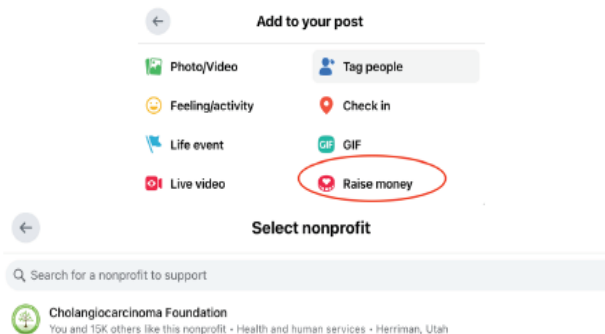 Add to your post
Photo/Video
Tag people
Feeling/activity
Check in
Life event
GIF GIF
Live video
Raise money
Select nonprofit
Search for a nonprofit to support
Cholangiocarcinoma Foundation
You and 15K others like this nonprofit • Health and human services • Herriman, Utah